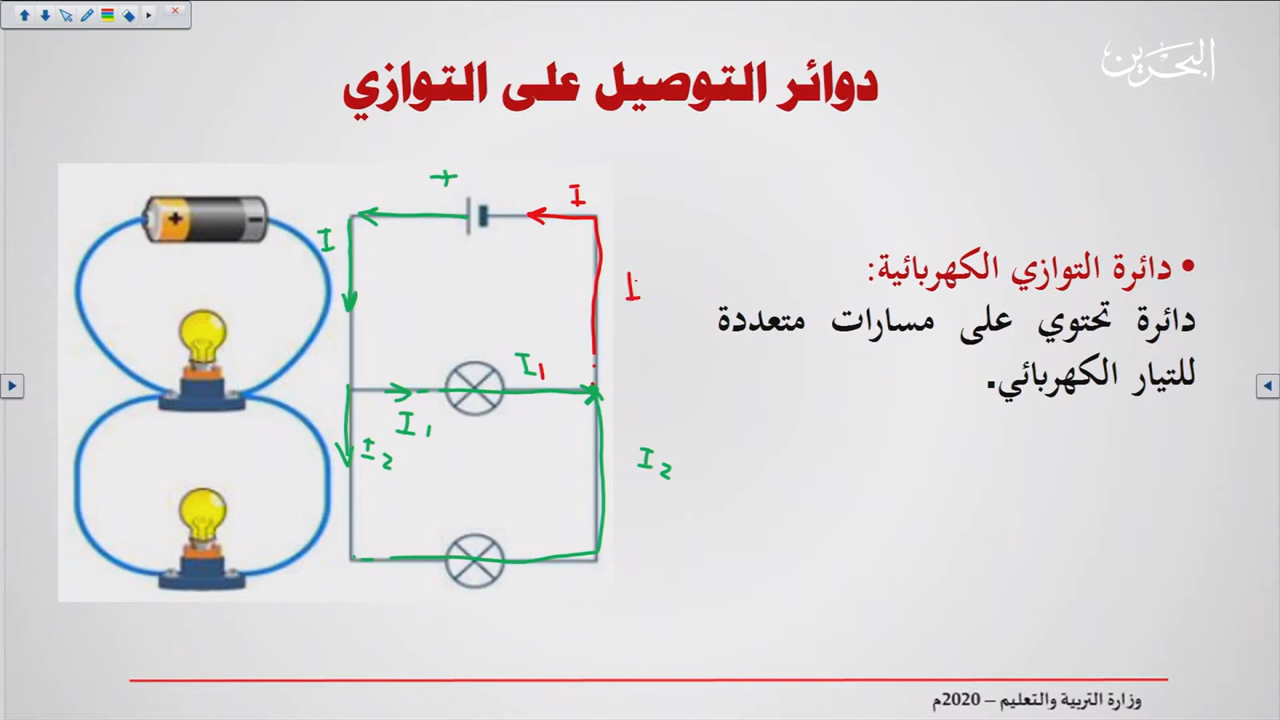 البحرين
دوائر التوصيل على التوازي
• دائرة التوازي الكهربائية:
دائرة تحتوي على مسارات متعددة
للتيار الكهربائي.
+
I
I
I
I1
I1
I2
I2
+
−
وزارة التربية والتعليم – 2020م